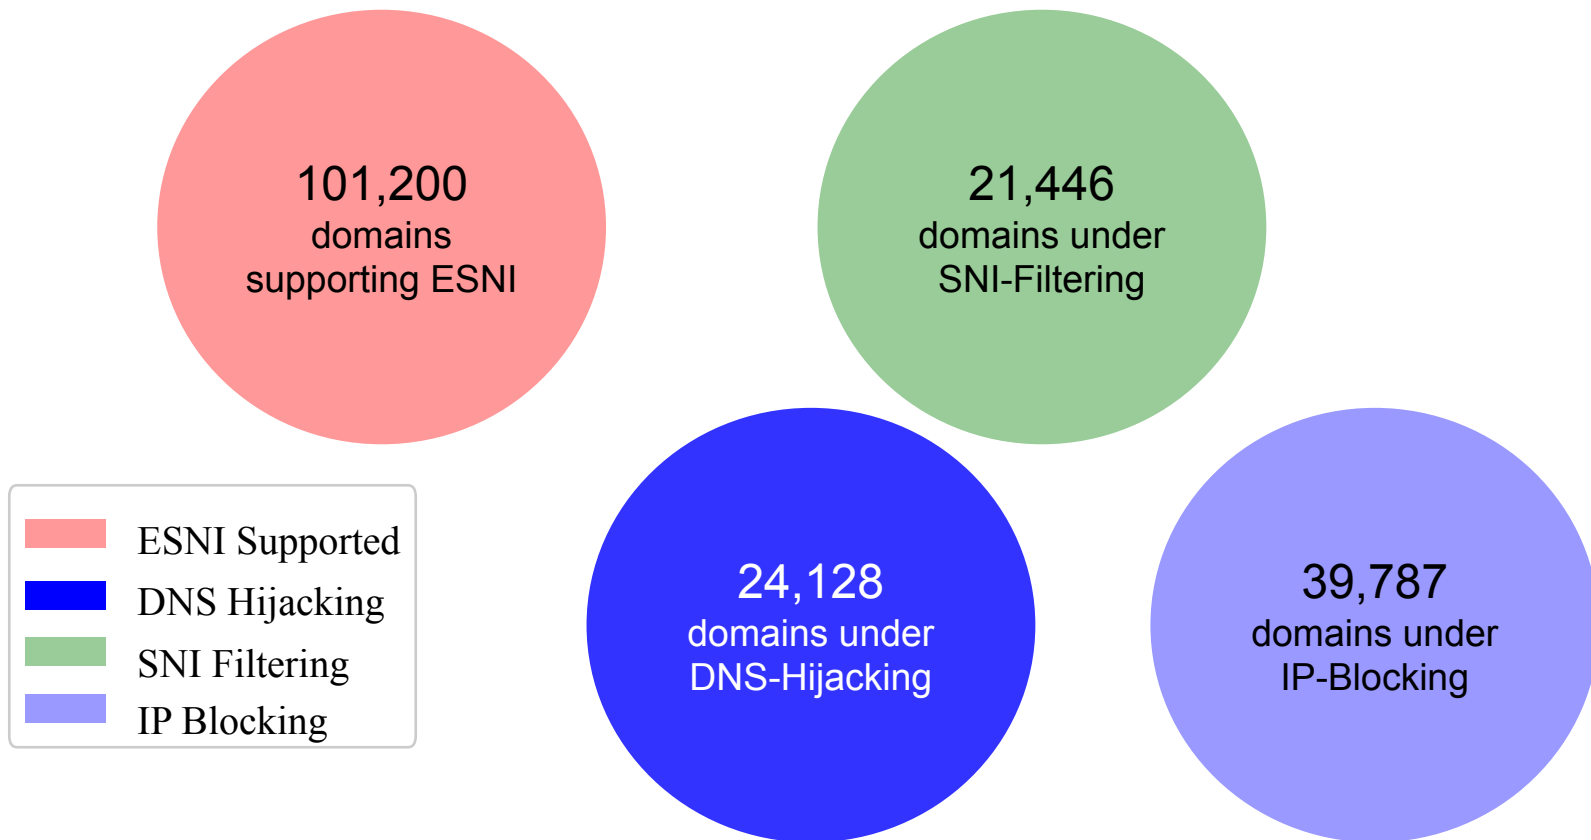 101,200
domains
supporting ESNI
21,446
domains under
SNI-Filtering
24,128
domains under
DNS-Hijacking
39,787
domains under
IP-Blocking
ESNI Supported
DNS Hijacking
SNI Filtering
IP Blocking